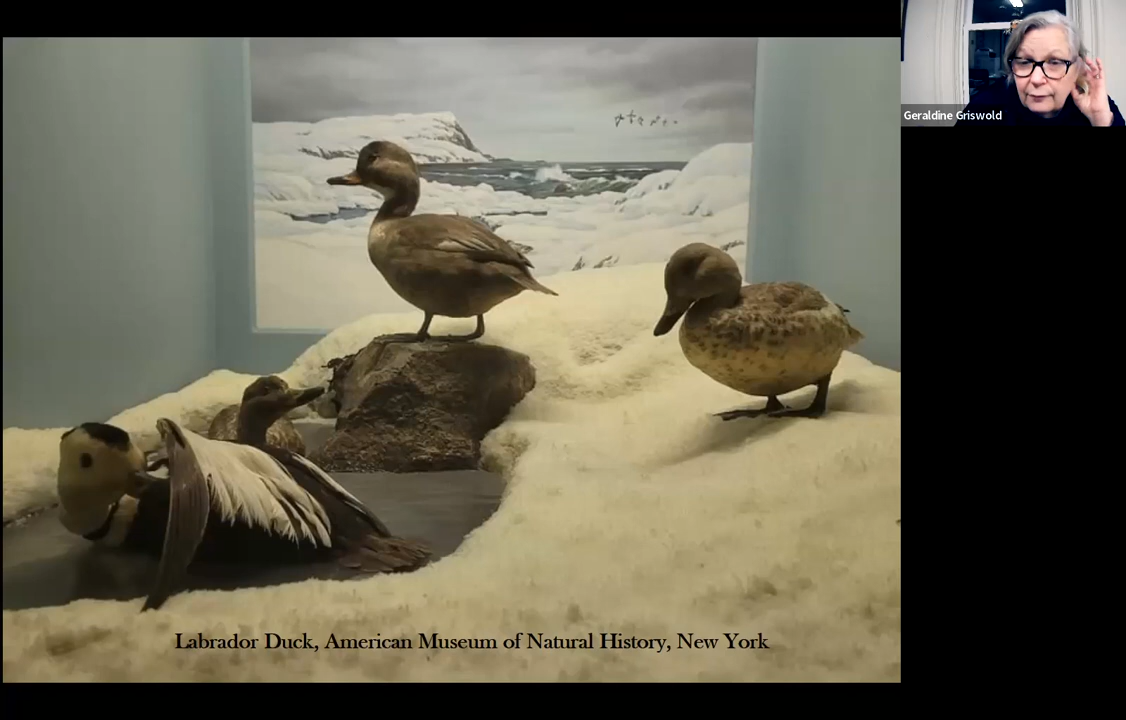 Geraldine Griswold
Labrador Duck, American Museum of Natural History, New York